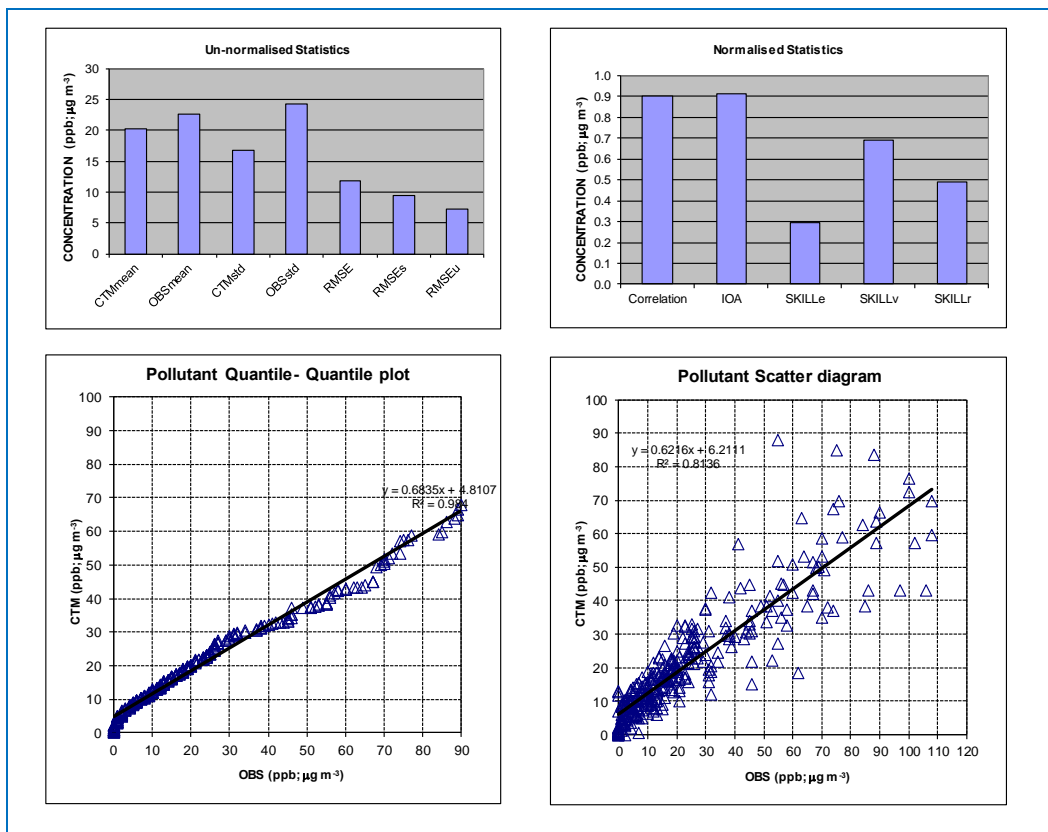 Un-normalised Statistics
CONCENTRATION (ppb; μg m-3)
30
25
20
15
10
5
0
CTMmean
OBSmean
CTMstd
OBSstd
RMSE
RMSEs
RMSEu
Normalised Statistics
CONCENTRATION (ppb; μg m-3)
1.0
0.9
0.8
0.7
0.6
0.5
0.4
0.3
0.2
0.1
0.0
Correlation IOA SKILLe SKILLv SKILLr
Pollutant Quantile- Quantile plot
CTM (ppb; μg m-3)
100
90
80
70
60
50
40
30
20
10
0
y = 0.6835x + 4.8107
R² = 0.984
0 10 20 30 40 50 60 70 80 90
OBS (ppb; μg m-3)
Pollutant Scatter diagram
CTM (ppb; μg m-3)
100
90
80
70
60
50
40
30
20
10
0
y = 0.6216x + 6.2111
R² = 0.8136
0 10 20 30 40 50 60 70 80 90 100 110 120
OBS (ppb; μg m-3)